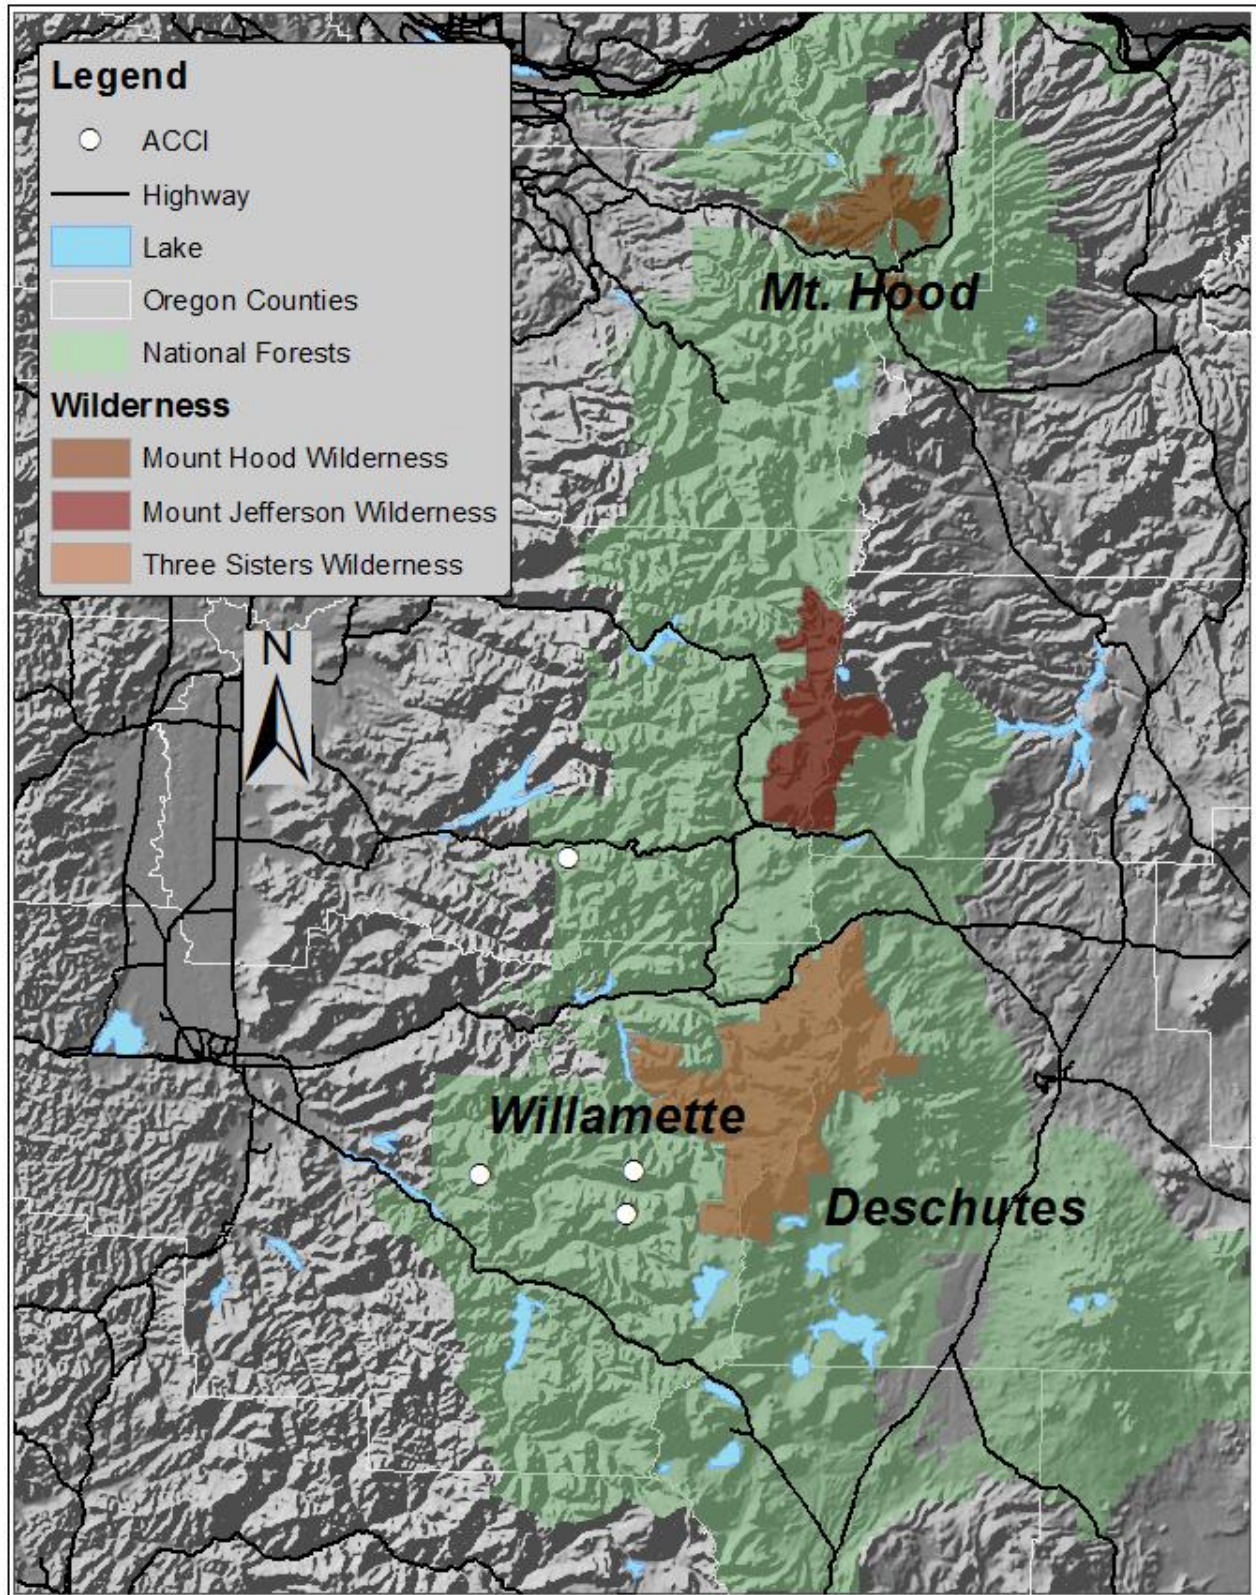 Legend
ACCI
Highway
Lake
Oregon Counties
National Forests
Wilderness
Mount Hood Wilderness
Mount Jefferson Wilderness
Three Sisters Wilderness
N
Mt. Hood
Willamette
Deschutes